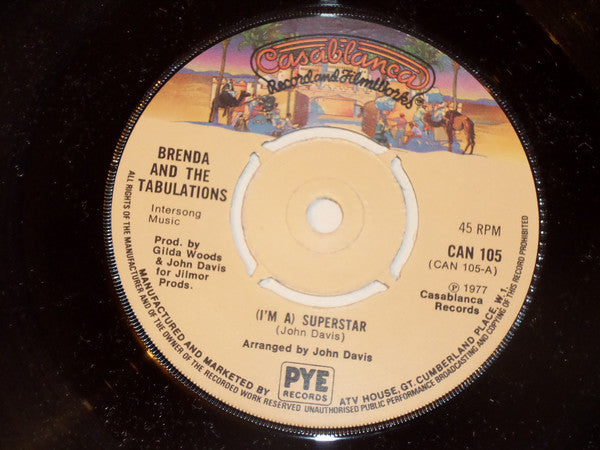 Casablanca
Record and FilmWorks
BRENDA
AND THE
TABULATIONS
Intersong
Music
Prod. by
Gilda Woods
& John Davis
for Jilmor
Prods.
45 RPM
CAN 105
(CAN 105-A)
Ⓟ 1977
Casablanca
Records
(I'M A) SUPERSTAR
(John Davis)
Arranged by John Davis
PYE
RECORDS
MANUFACTURED AND MARKETED BY
ATV HOUSE, GT. CUMBERLAND PLACE, W.1.
ALL RIGHTS OF THE MANUFACTURER AND OF THE OWNER OF THE RECORDED WORK RESERVED UNAUTHORISED PUBLIC PERFORMANCE BROADCASTING AND COPYING OF THIS RECORD PROHIBITED